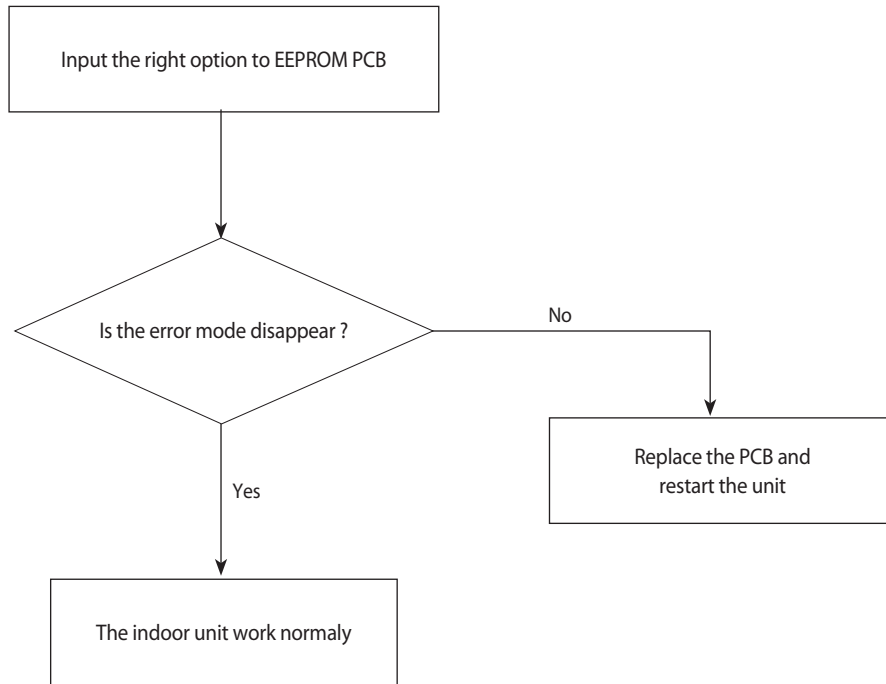 Input the right option to EEPROM PCB
Is the error mode disappear ?
No
Replace the PCB and
restart the unit
Yes
The indoor unit work normaly